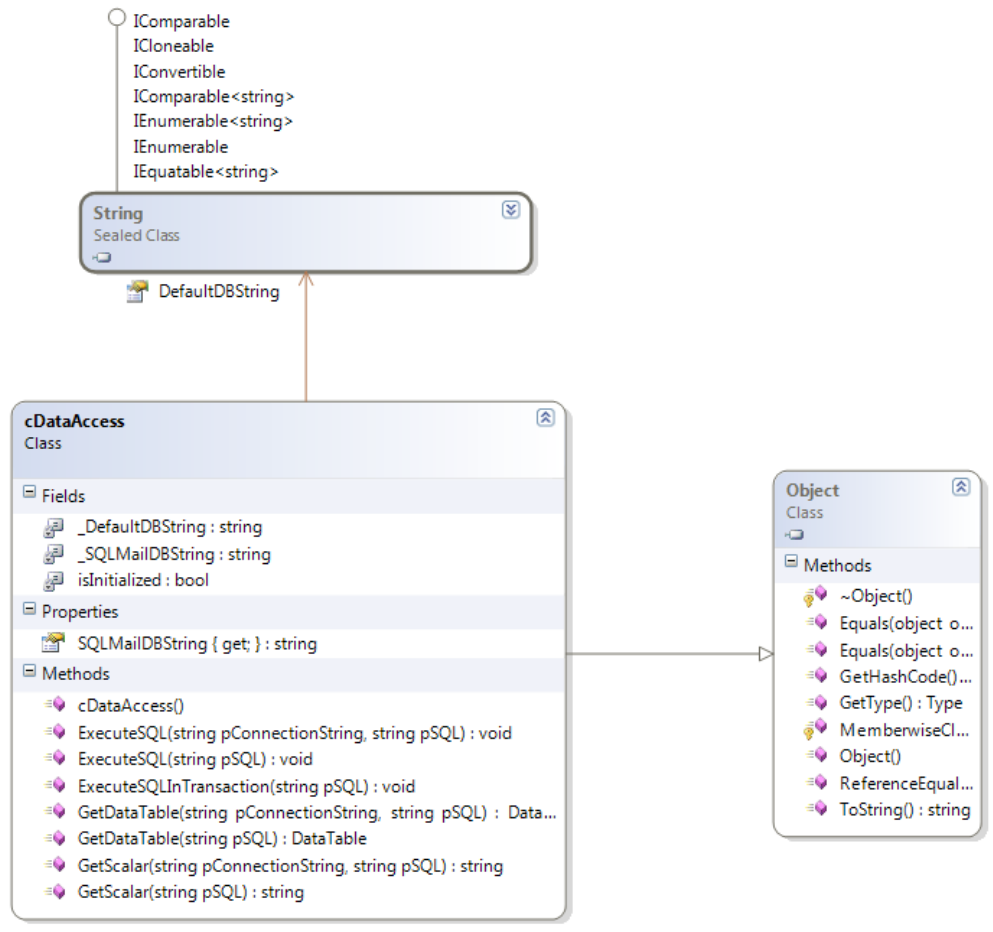 IComparable
ICloneable
IConvertible
IComparable<string>
IEnumerable<string>
IEnumerable
IEquatable<string>
String
Sealed Class
DefaultDBString
cDataAccess
Class
Fields
_DefaultDBString : string
_SQLMailDBString : string
isInitialized : bool
Properties
SQLMailDBString { get; } : string
Methods
cDataAccess()
ExecuteSQL(string pConnectionString, string pSQL) : void
ExecuteSQL(string pSQL) : void
ExecuteSQLInTransaction(string pSQL) : void
GetDataTable(string pConnectionString, string pSQL) : Data...
GetDataTable(string pSQL) : DataTable
GetScalar(string pConnectionString, string pSQL) : string
GetScalar(string pSQL) : string
Object
Class
Methods
~Object()
Equals(object o...
Equals(object o...
GetHashCode()...
GetType() : Type
MemberwiseCl...
Object()
ReferenceEqual...
ToString() : string